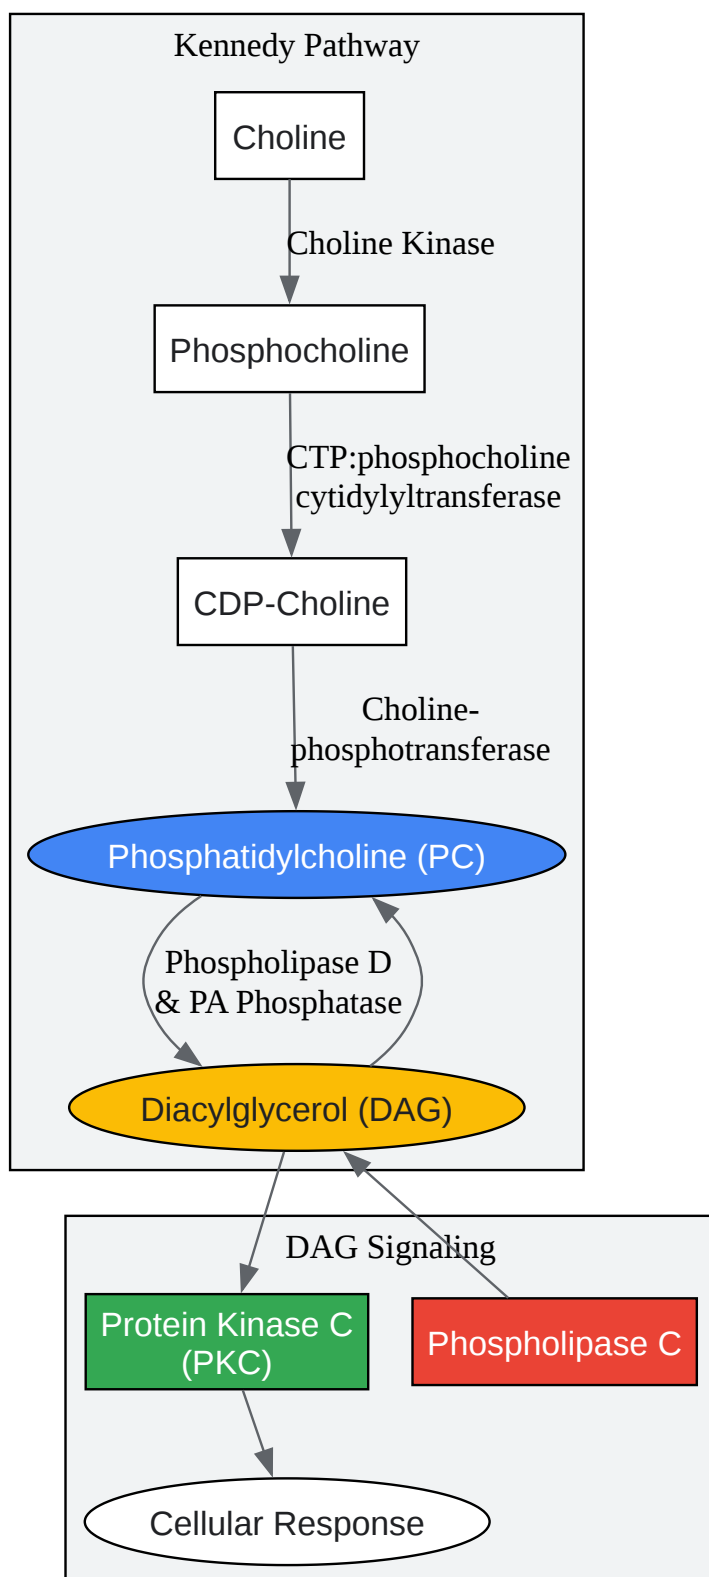 Kennedy Pathway
Choline
Choline Kinase
Phosphocholine
CTP:phosphocholine
cytidylyltransferase
CDP-Choline
Choline-
phosphotransferase
Phosphatidylcholine (PC)
Phospholipase D
& PA Phosphatase
Diacylglycerol (DAG)
DAG Signaling
Protein Kinase C
(PKC)
Phospholipase C
Cellular Response